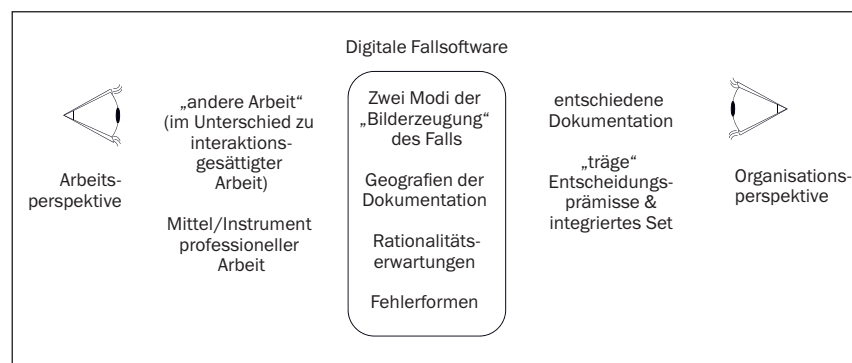 Digitale Fallsoftware
Arbeits-
perspektive
„andere Arbeit“
(im Unterschied zu
interaktions-
gesättigter
Arbeit)
Mittel/Instrument
professioneller
Arbeit
Zwei Modi der
„Bilderzeugung“
des Falls
Geografien der
Dokumentation
Rationalitäts-
erwartungen
Fehlerformen
entschiedene
Dokumentation
„träge“
Entscheidungs-
prämisse &
integriertes Set
Organisations-
perspektive